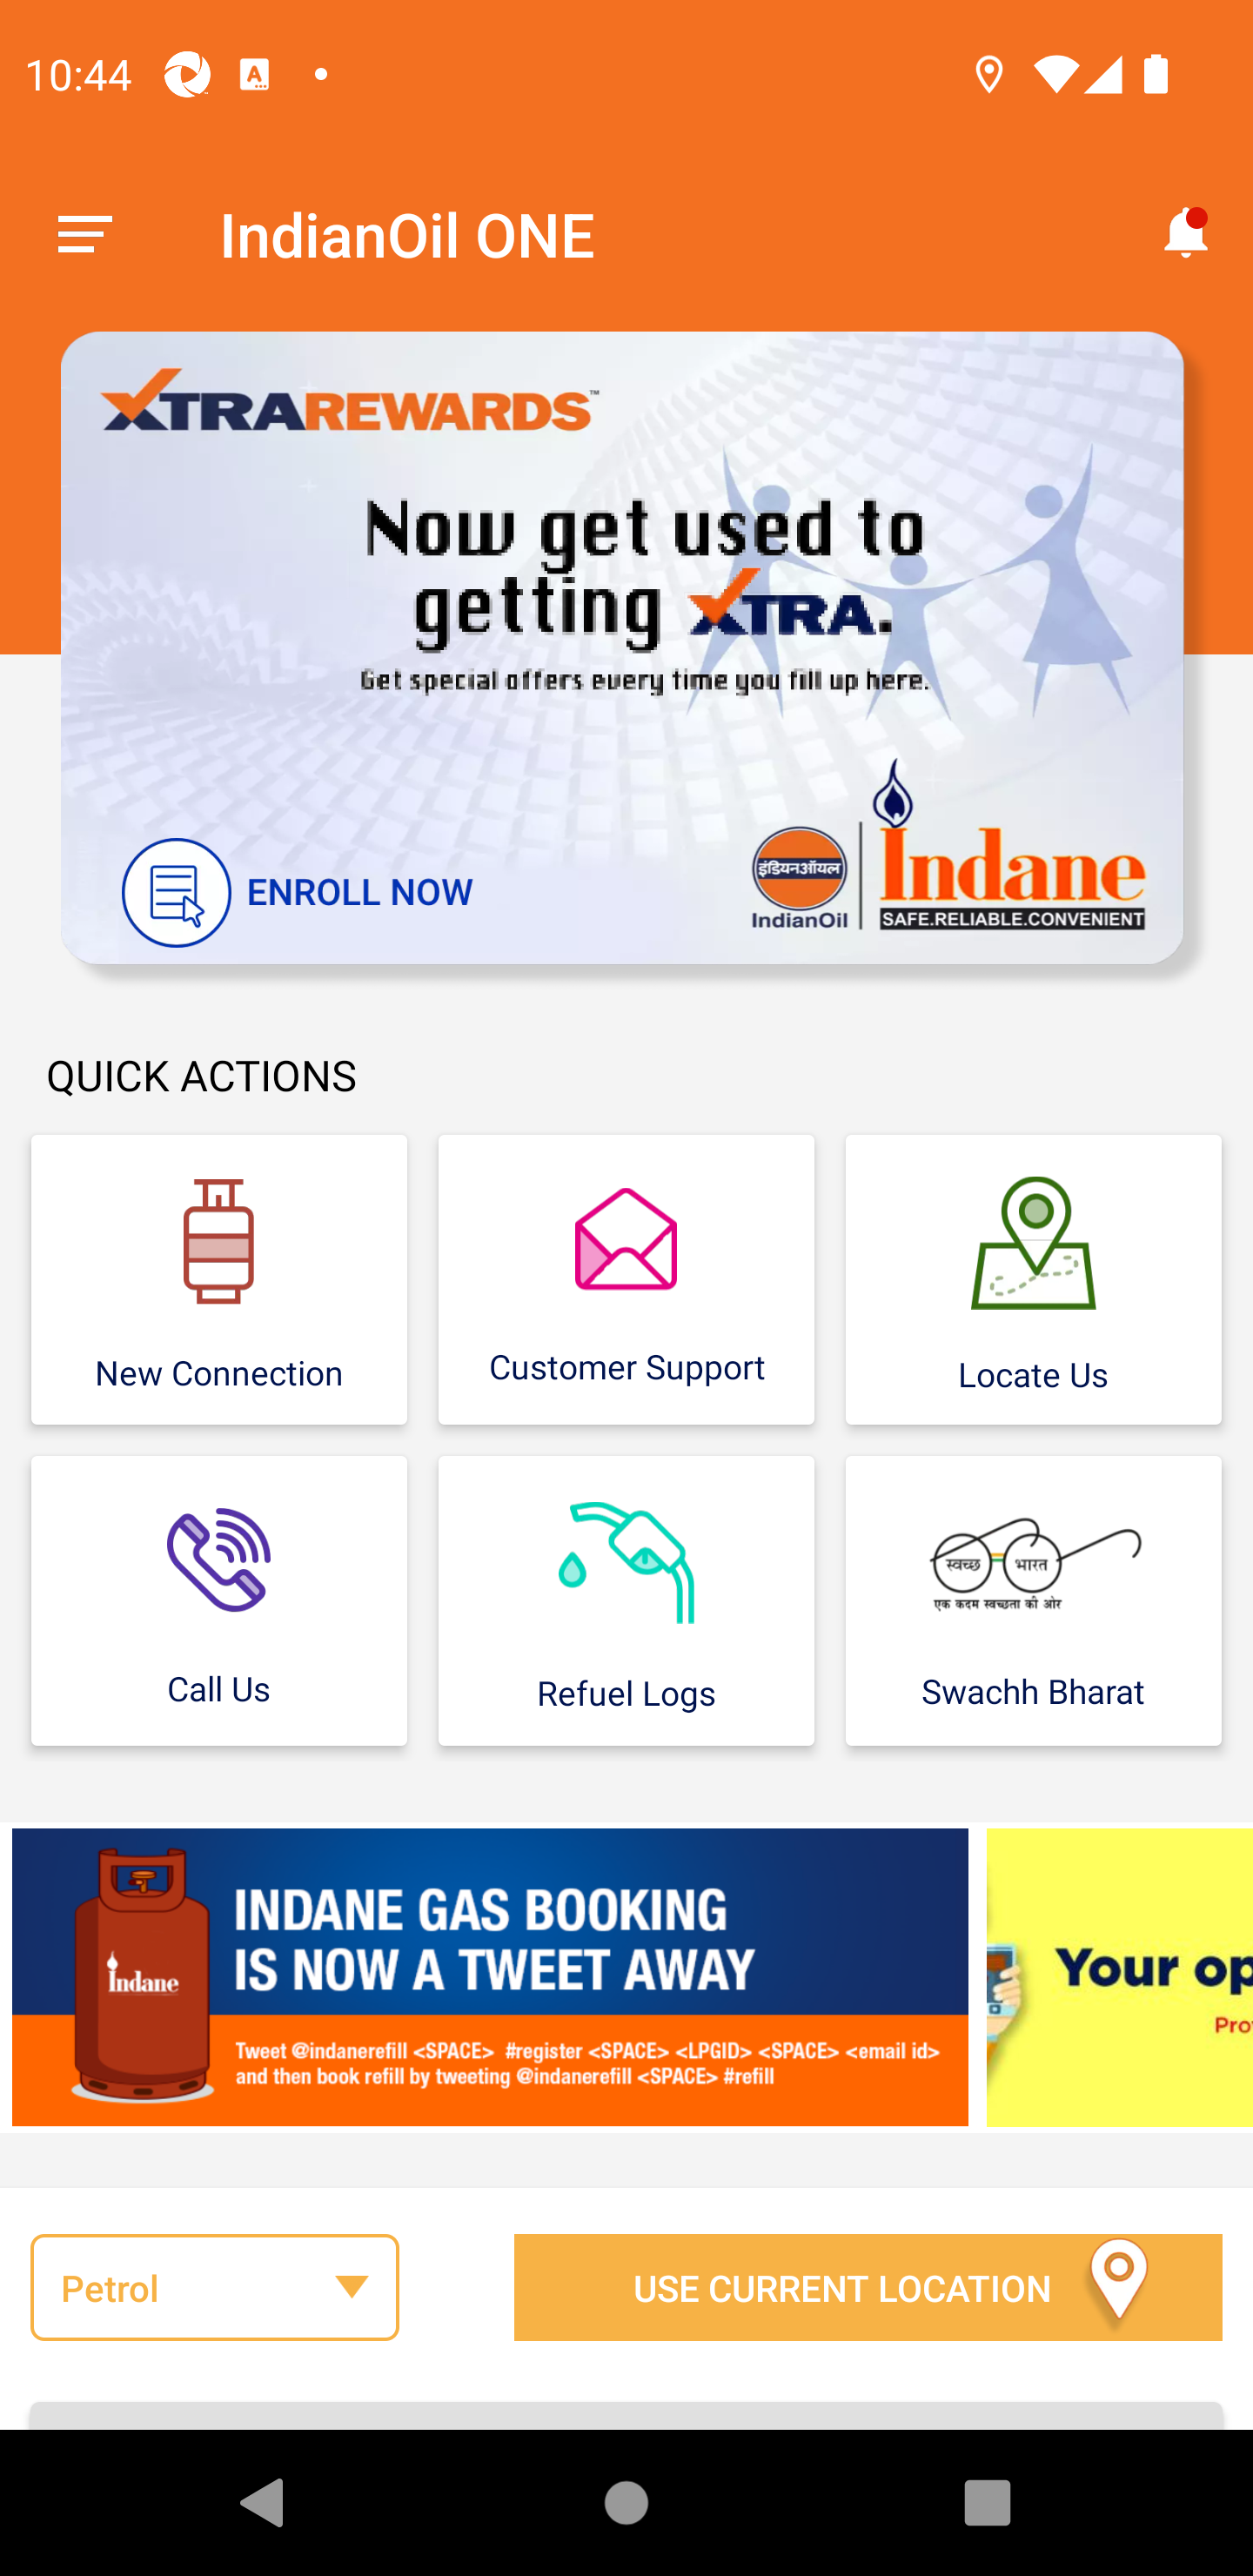 10:44
IndianOil ONE
XTRAREWARDS™
Now get used to
getting XTRA.
Get special offers every time you fill up here.
ENROLL NOW
इंडियनऑयल
IndianOil
Indane
SAFE.RELIABLE.CONVENIENT
QUICK ACTIONS
New Connection
Customer Support
Locate Us
स्वच्छ भारत
एक कदम स्वच्छता की ओर
Call Us
Refuel Logs
Swachh Bharat
Indane
INDANE GAS BOOKING
IS NOW A TWEET AWAY
Tweet @indanerefill <SPACE> #register <SPACE> <LPGID> <SPACE> <email id>
and then book refill by tweeting @indanerefill <SPACE> #refill
Your op
Pro
Petrol
USE CURRENT LOCATION